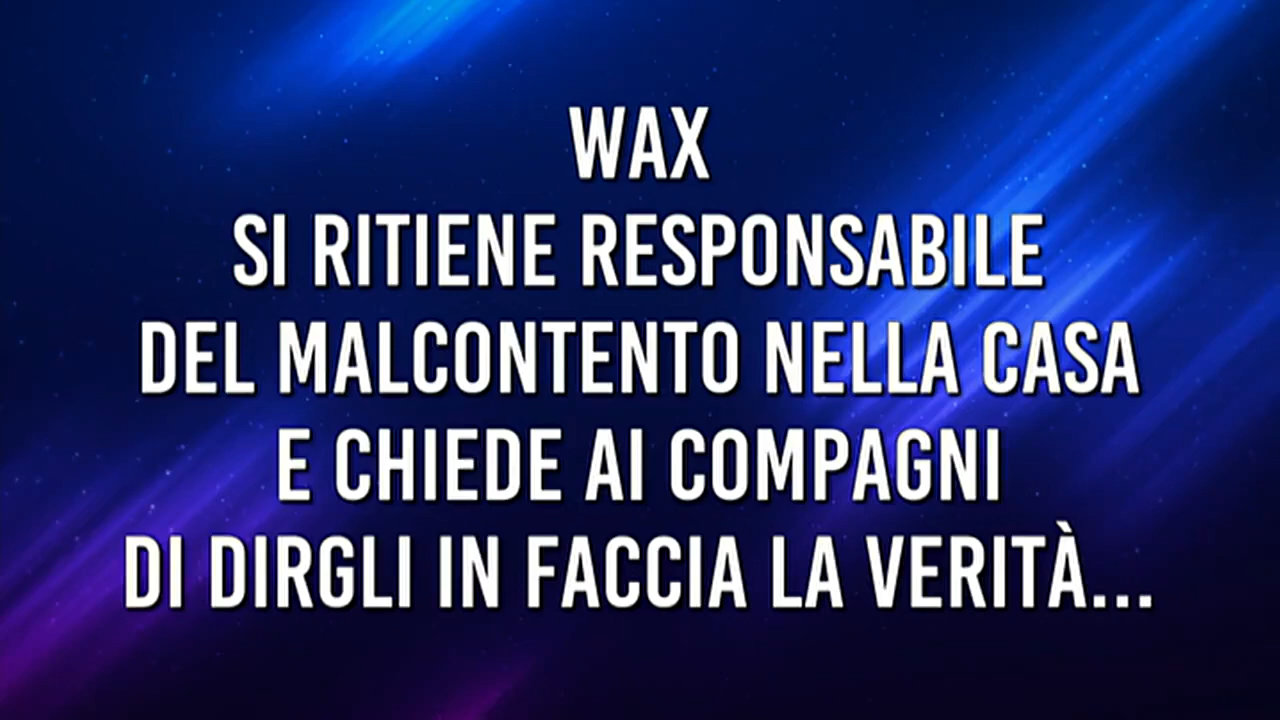 WAX
SI RITIENE RESPONSABILE
DEL MALCONTENTO NELLA CASA
E CHIEDE AI COMPAGNI
DI DIRGLI IN FACCIA LA VERITÀ...